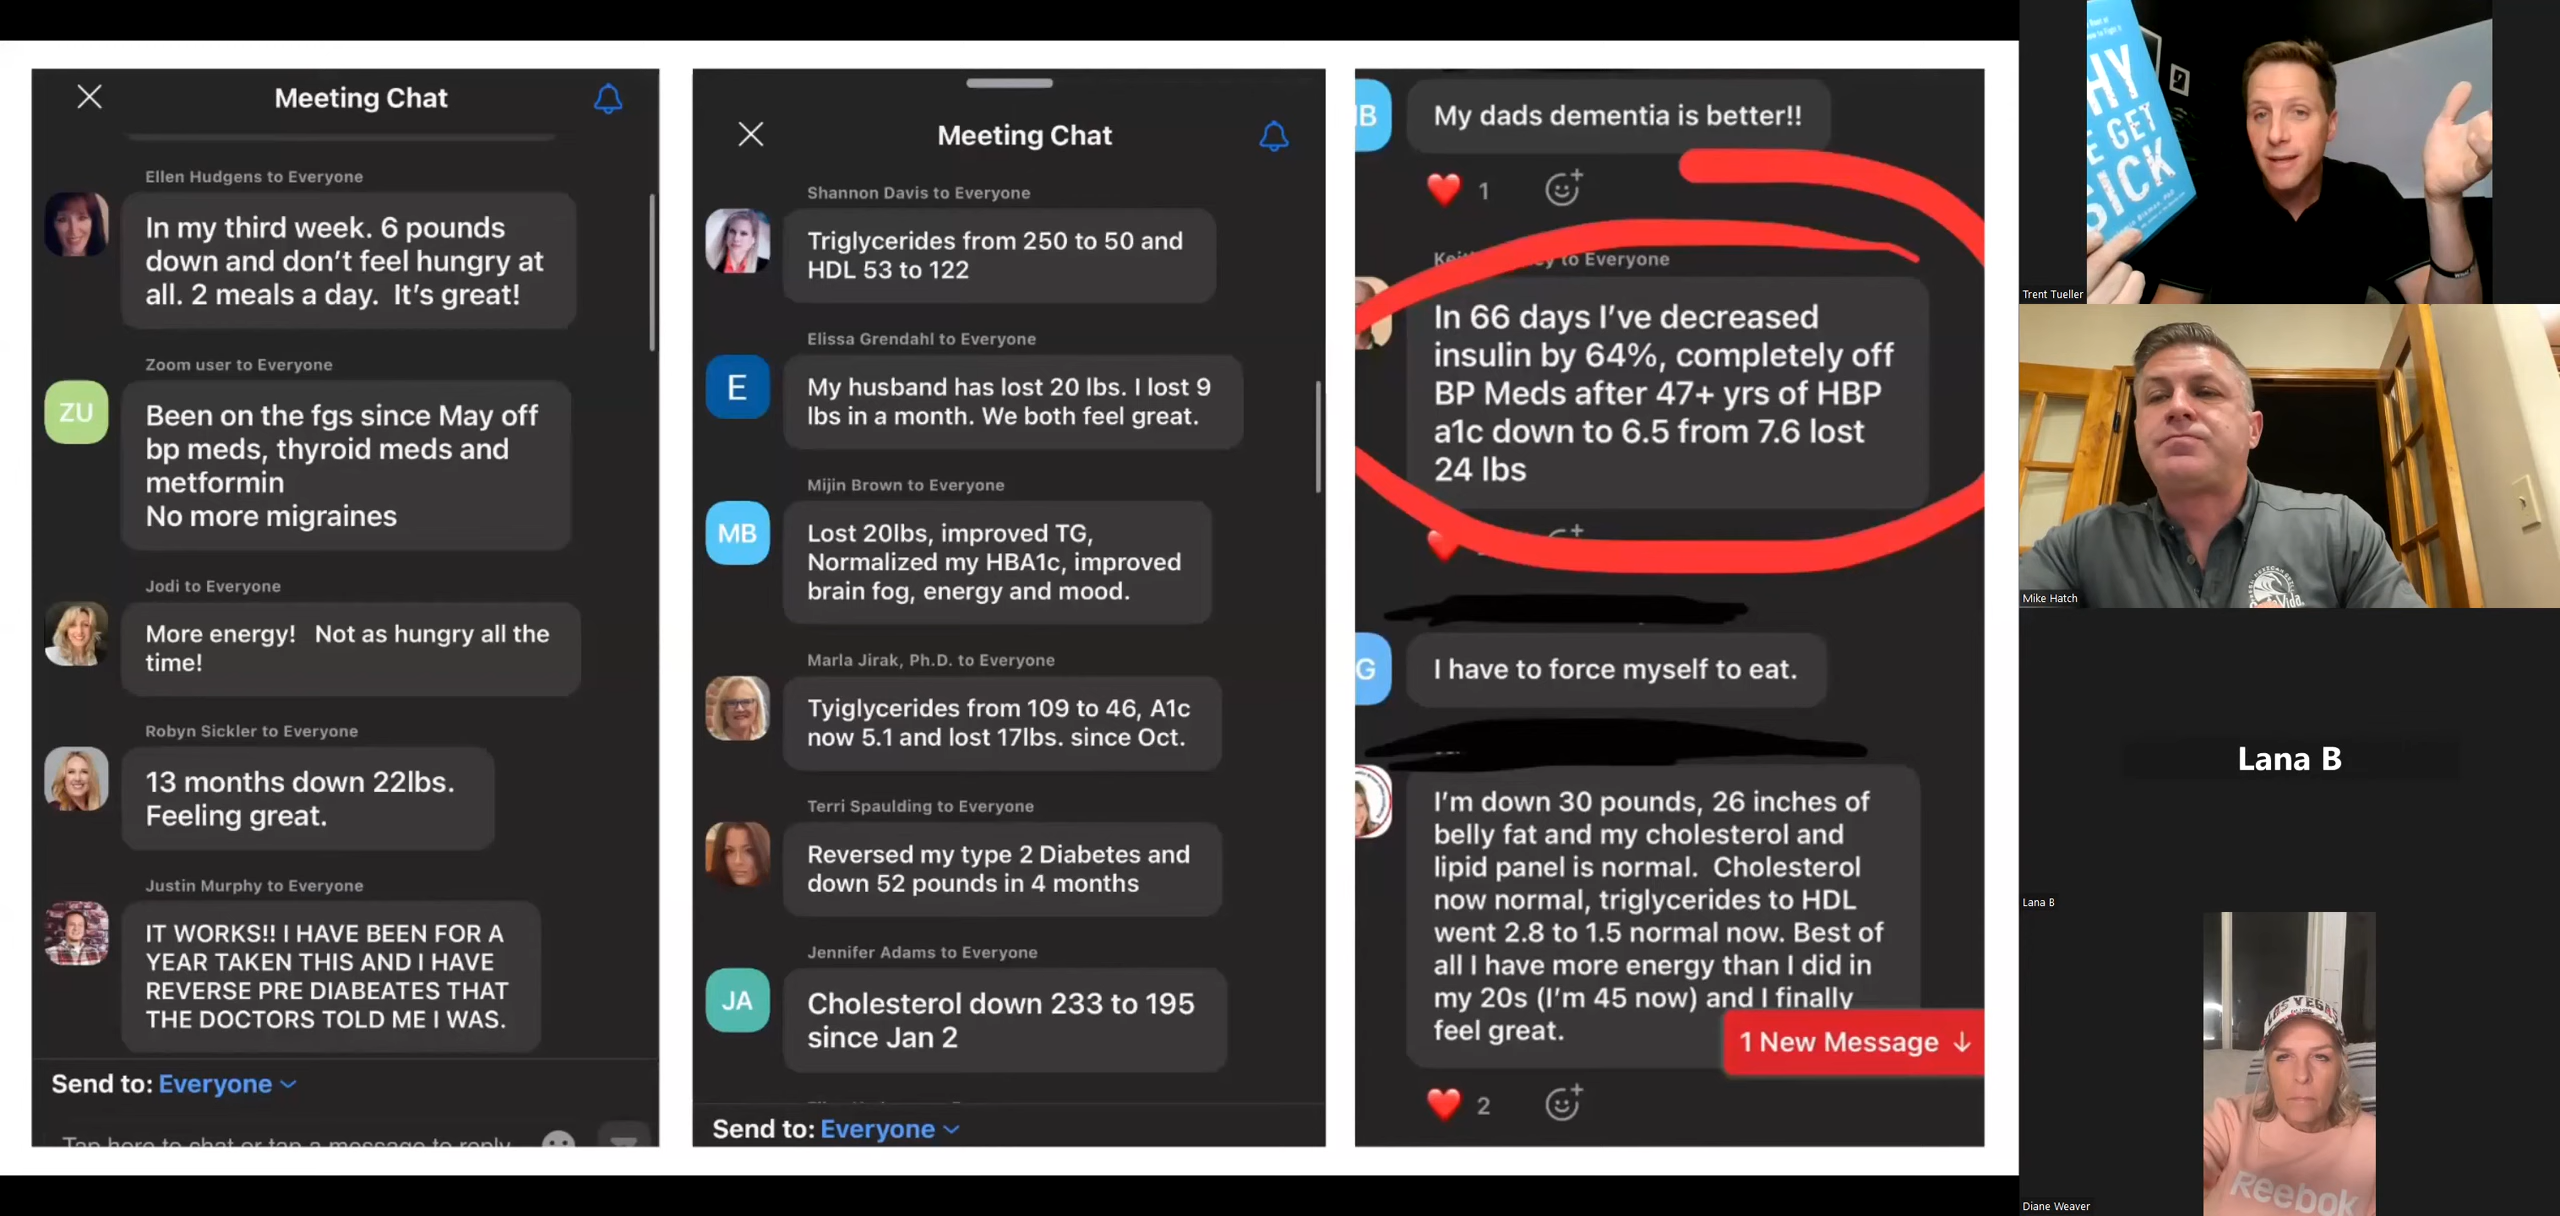 Meeting Chat
Ellen Hudgens to Everyone
In my third week. 6 pounds
down and don't feel hungry at
all. 2 meals a day.  It's great!
Zoom user to Everyone
ZU
Been on the fgs since May off
bp meds, thyroid meds and
metformin
No more migraines
Jodi to Everyone
More energy!   Not as hungry all the
time!
Robyn Sickler to Everyone
13 months down 22lbs.
Feeling great.
Justin Murphy to Everyone
IT WORKS!! I HAVE BEEN FOR A
YEAR TAKEN THIS AND I HAVE
REVERSE PRE DIABEATES THAT
THE DOCTORS TOLD ME I WAS.
Send to: Everyone
Tap here to chat or tap a message to reply
Meeting Chat
Shannon Davis to Everyone
Triglycerides from 250 to 50 and
HDL 53 to 122
Elissa Grendahl to Everyone
E
My husband has lost 20 lbs. I lost 9
lbs in a month. We both feel great.
Mijin Brown to Everyone
MB
Lost 20lbs, improved TG,
Normalized my HBA1c, improved
brain fog, energy and mood.
Marla Jirak, Ph.D. to Everyone
Tyiglycerides from 109 to 46, A1c
now 5.1 and lost 17lbs. since Oct.
Terri Spaulding to Everyone
Reversed my type 2 Diabetes and
down 52 pounds in 4 months
Jennifer Adams to Everyone
JA
Cholesterol down 233 to 195
since Jan 2
Send to: Everyone
B
My dads dementia is better!!
1
to Everyone
In 66 days I've decreased
insulin by 64%, completely off
BP Meds after 47+ yrs of HBP
a1c down to 6.5 from 7.6 lost
24 lbs
G
I have to force myself to eat.
I'm down 30 pounds, 26 inches of
belly fat and my cholesterol and
lipid panel is normal.  Cholesterol
now normal, triglycerides to HDL
went 2.8 to 1.5 normal now. Best of
all I have more energy than I did in
my 20s (I'm 45 now) and I finally
feel great.
1 New Message
2
HY
E GET
SICK
Trent Tueller
Mike Hatch
Lana B
Lana B
LAS VEGAS
Reebok
Diane Weaver